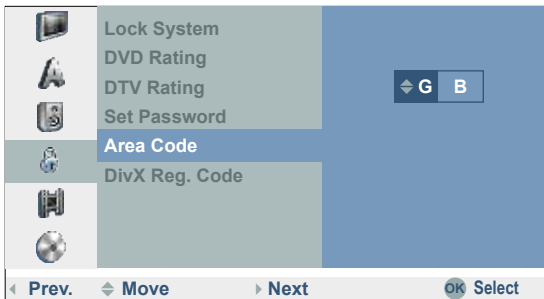 Lock System
DVD Rating
DTV Rating
G B
Set Password
Area Code
DivX Reg. Code
Prev. Move Next OK Select